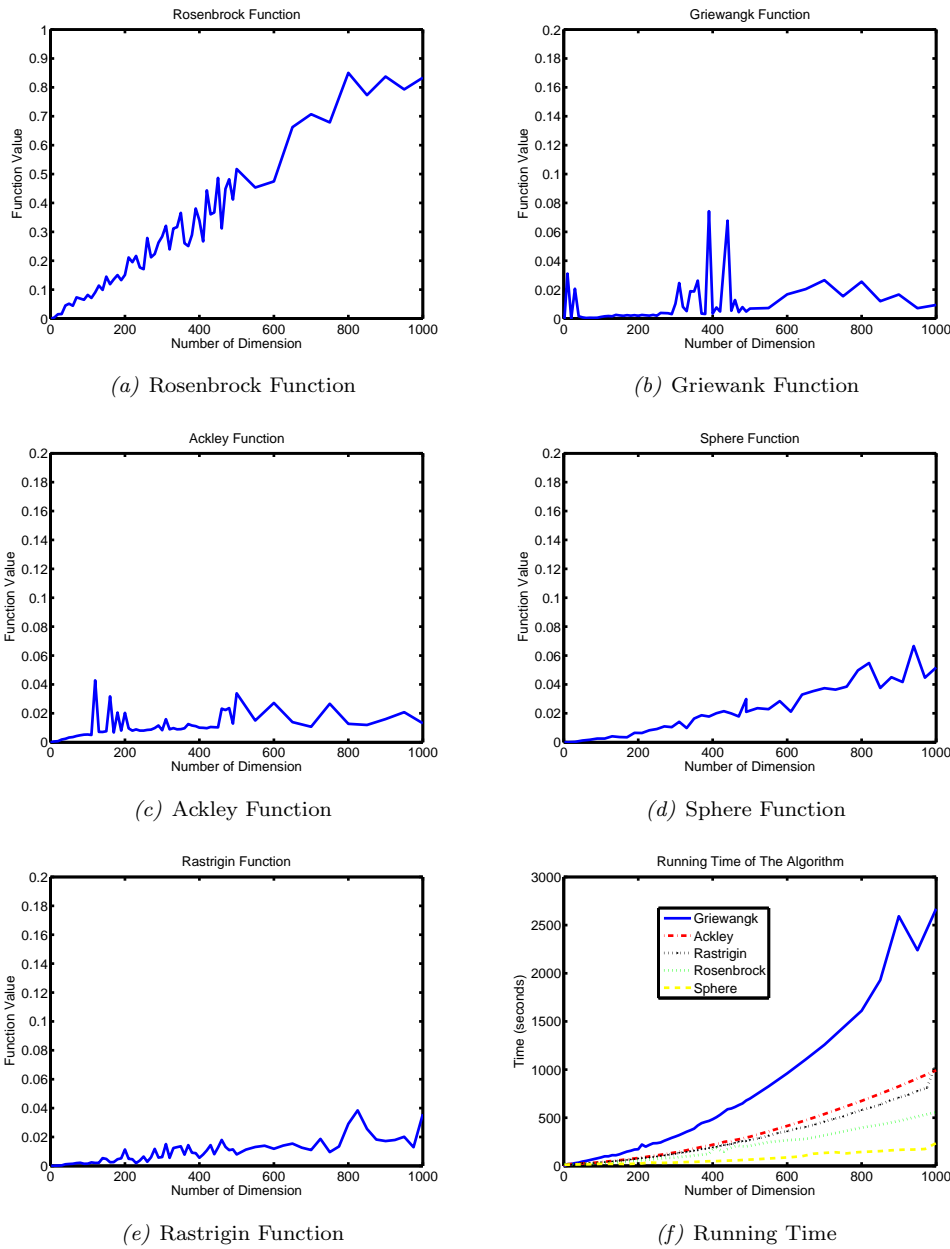 Rosenbrock Function
1
0.9
0.8
0.7
0.6
0.5
0.4
0.3
0.2
0.1
0
Function Value
0 200 400 600 800 1000
Number of Dimension
(a) Rosenbrock Function
Griewangk Function
0.2
0.18
0.16
0.14
0.12
0.1
0.08
0.06
0.04
0.02
0
Function Value
0 200 400 600 800 1000
Number of Dimension
(b) Griewank Function
Ackley Function
0.2
0.18
0.16
0.14
0.12
0.1
0.08
0.06
0.04
0.02
0
Function Value
0 200 400 600 800 1000
Number of Dimension
(c) Ackley Function
Sphere Function
0.2
0.18
0.16
0.14
0.12
0.1
0.08
0.06
0.04
0.02
0
Function Value
0 200 400 600 800 1000
Number of Dimension
(d) Sphere Function
Rastrigin Function
0.2
0.18
0.16
0.14
0.12
0.1
0.08
0.06
0.04
0.02
0
Function Value
0 200 400 600 800 1000
Number of Dimension
(e) Rastrigin Function
Running Time of The Algorithm
3000
2500
2000
1500
1000
500
0
Time (seconds)
Griewangk
Ackley
Rastrigin
Rosenbrock
Sphere
0 200 400 600 800 1000
Number of Dimension
(f) Running Time